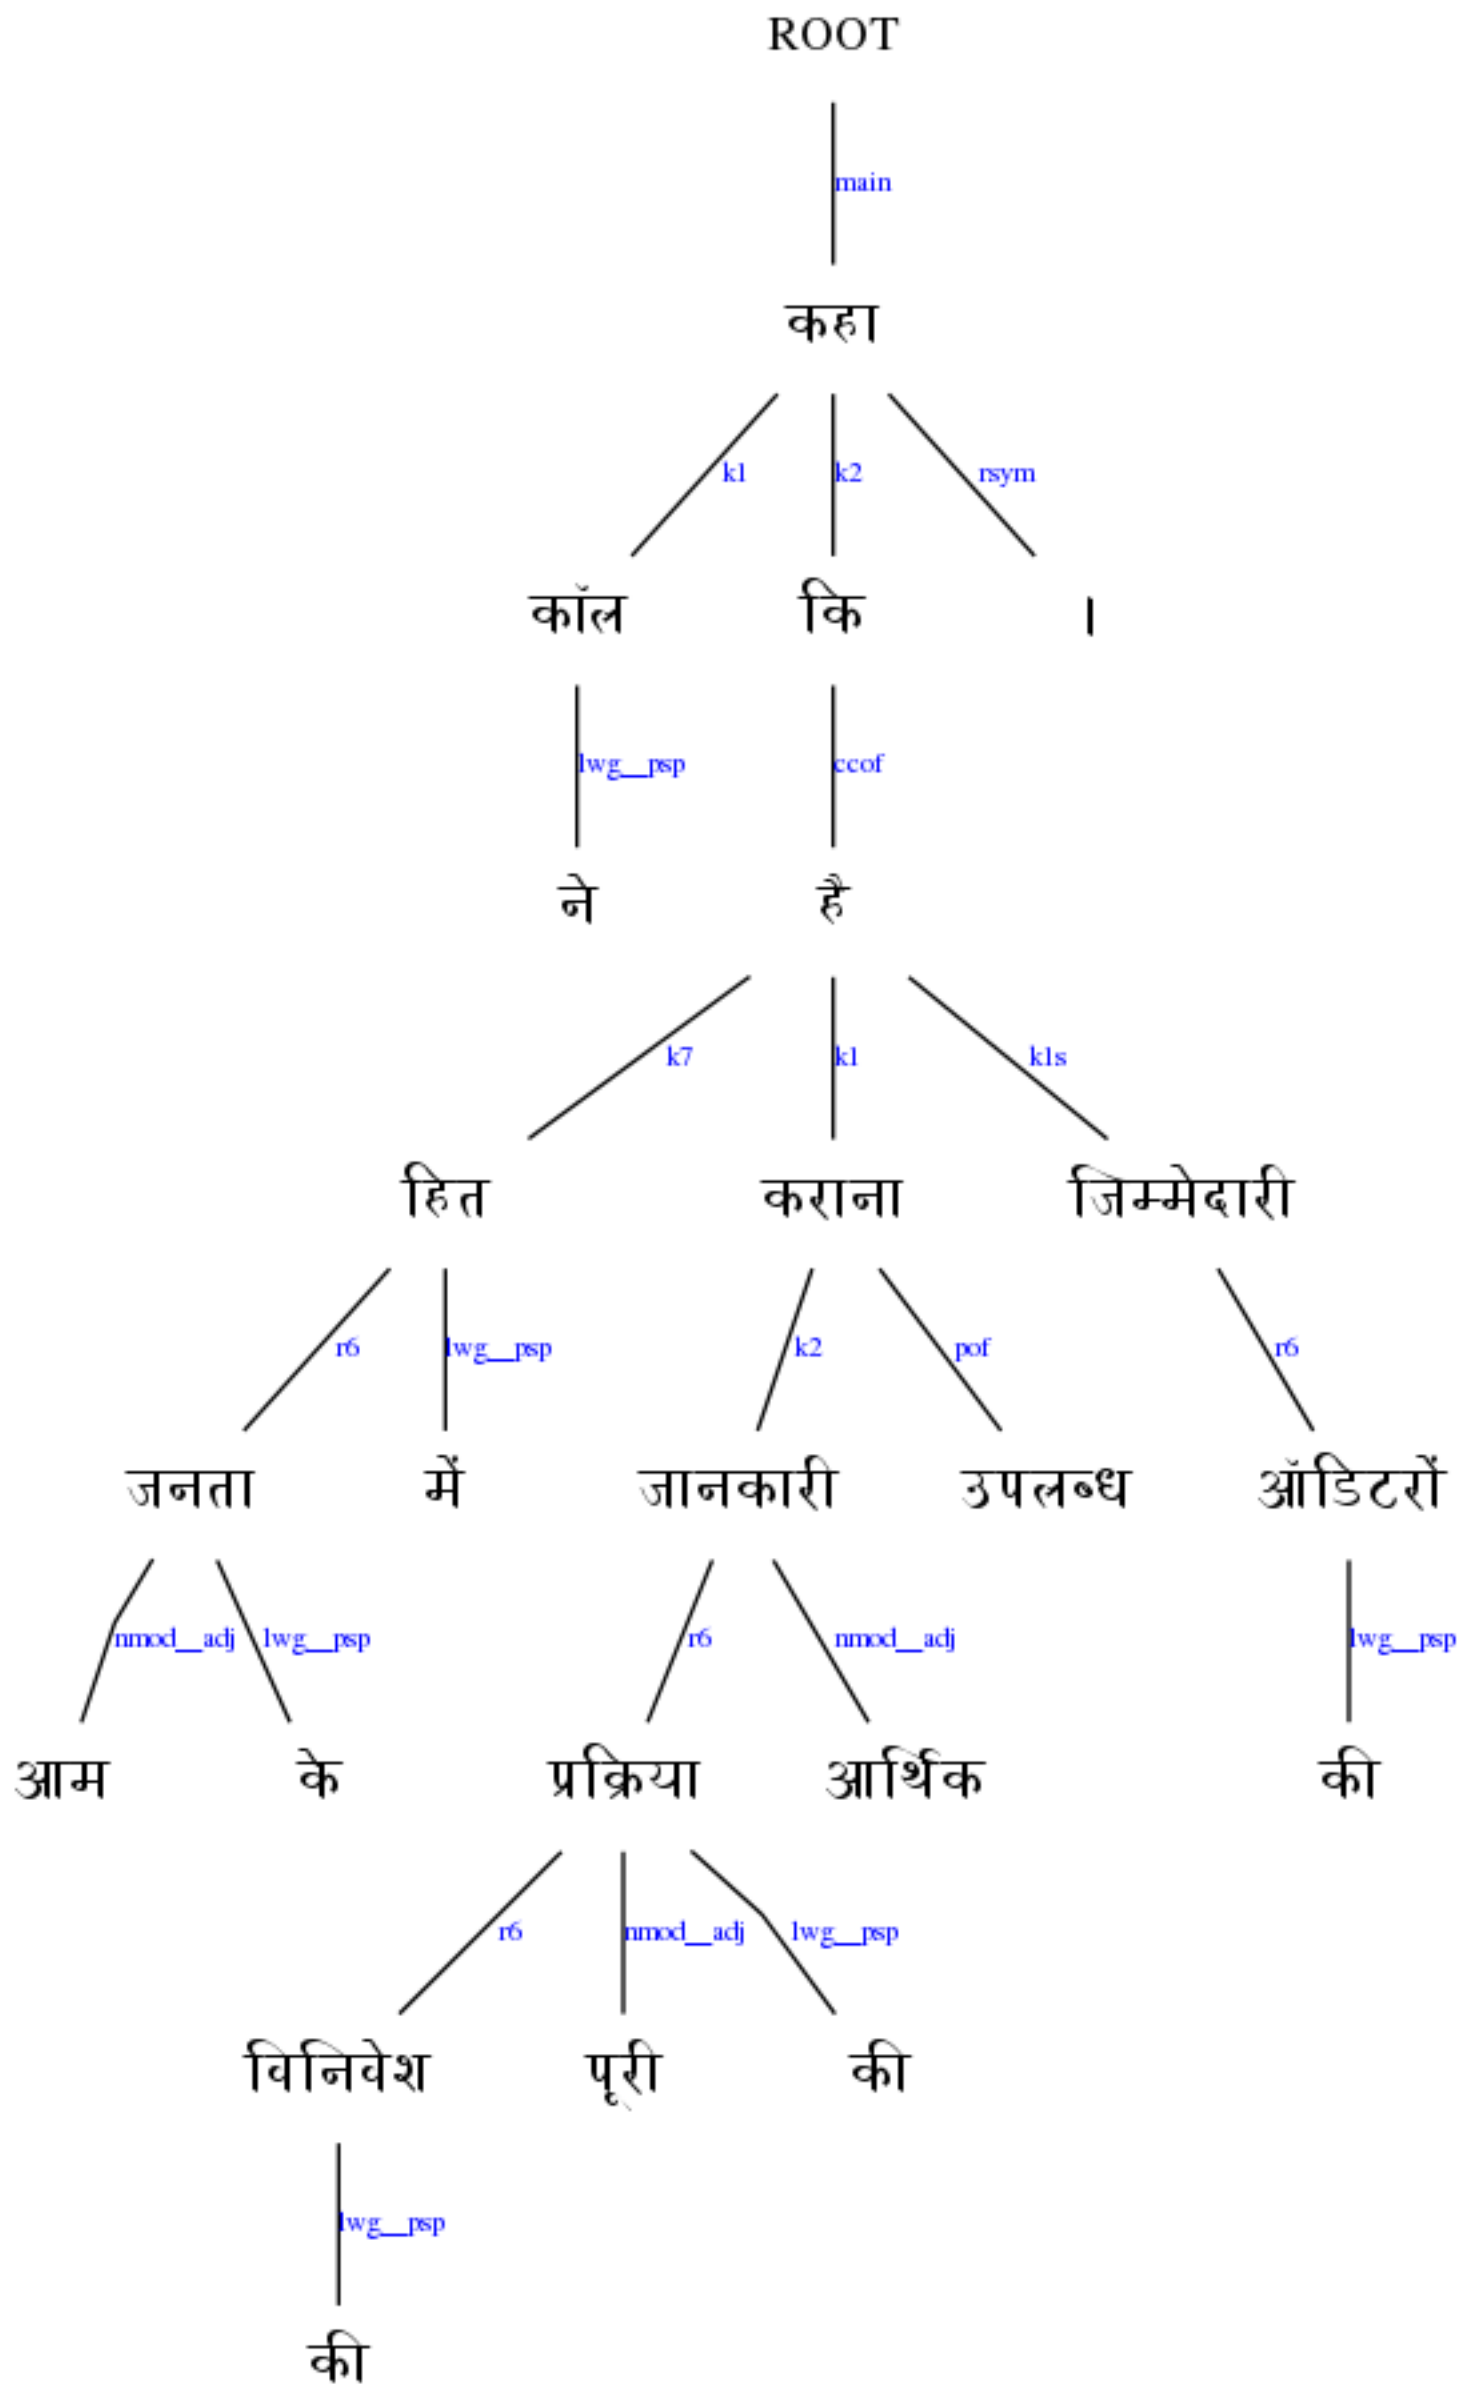 ROOT
main
कहा
k1 k2 rsym
कॉल कि ।
lwg__psp ccof
ने है
k7 k1 k1s
हित कराना जिम्मेदारी
r6 lwg__psp k2 pof r6
जनता में जानकारी उपलब्ध ऑडिटरों
nmod__adj lwg__psp r6 nmod__adj lwg__psp
आम के प्रक्रिया आर्थिक की
r6 nmod__adj lwg__psp
विनिवेश पूरी की
lwg__psp
की